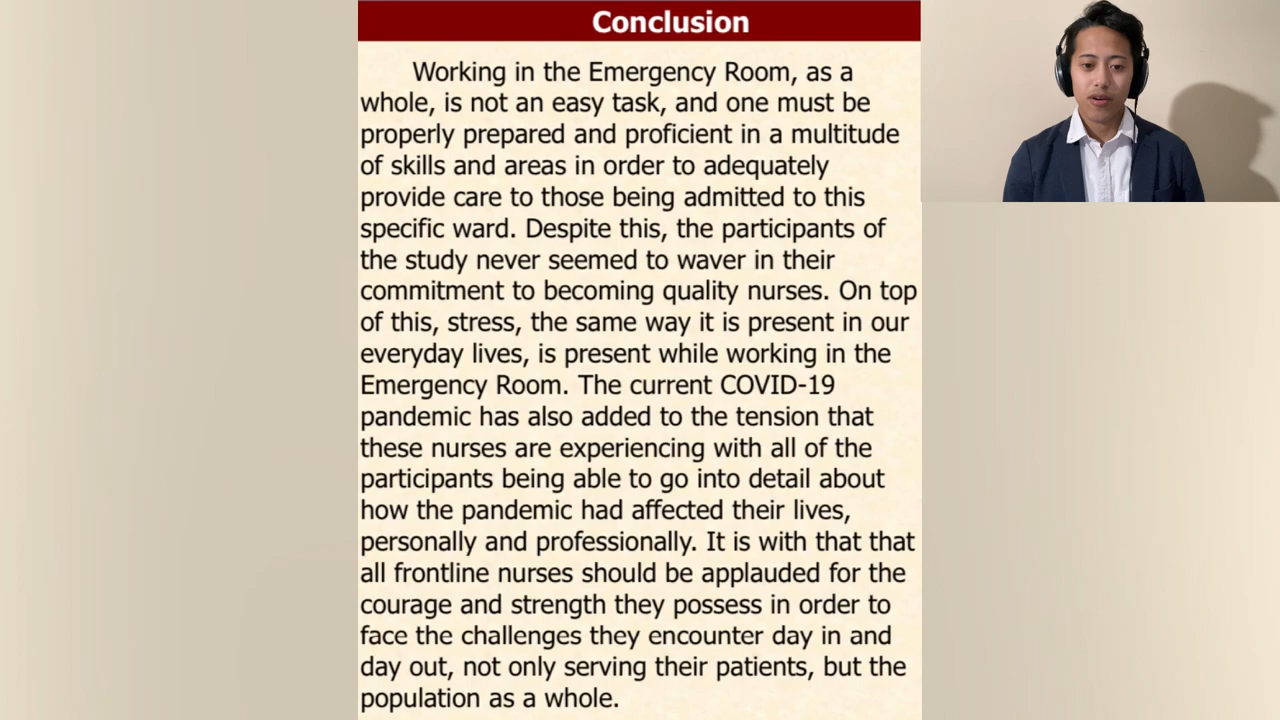 Conclusion
Working in the Emergency Room, as a
whole, is not an easy task, and one must be
properly prepared and proficient in a multitude
of skills and areas in order to adequately
provide care to those being admitted to this
specific ward. Despite this, the participants of
the study never seemed to waver in their
commitment to becoming quality nurses. On top
of this, stress, the same way it is present in our
everyday lives, is present while working in the
Emergency Room. The current COVID-19
pandemic has also added to the tension that
these nurses are experiencing with all of the
participants being able to go into detail about
how the pandemic had affected their lives,
personally and professionally. It is with that that
all frontline nurses should be applauded for the
courage and strength they possess in order to
face the challenges they encounter day in and
day out, not only serving their patients, but the
population as a whole.